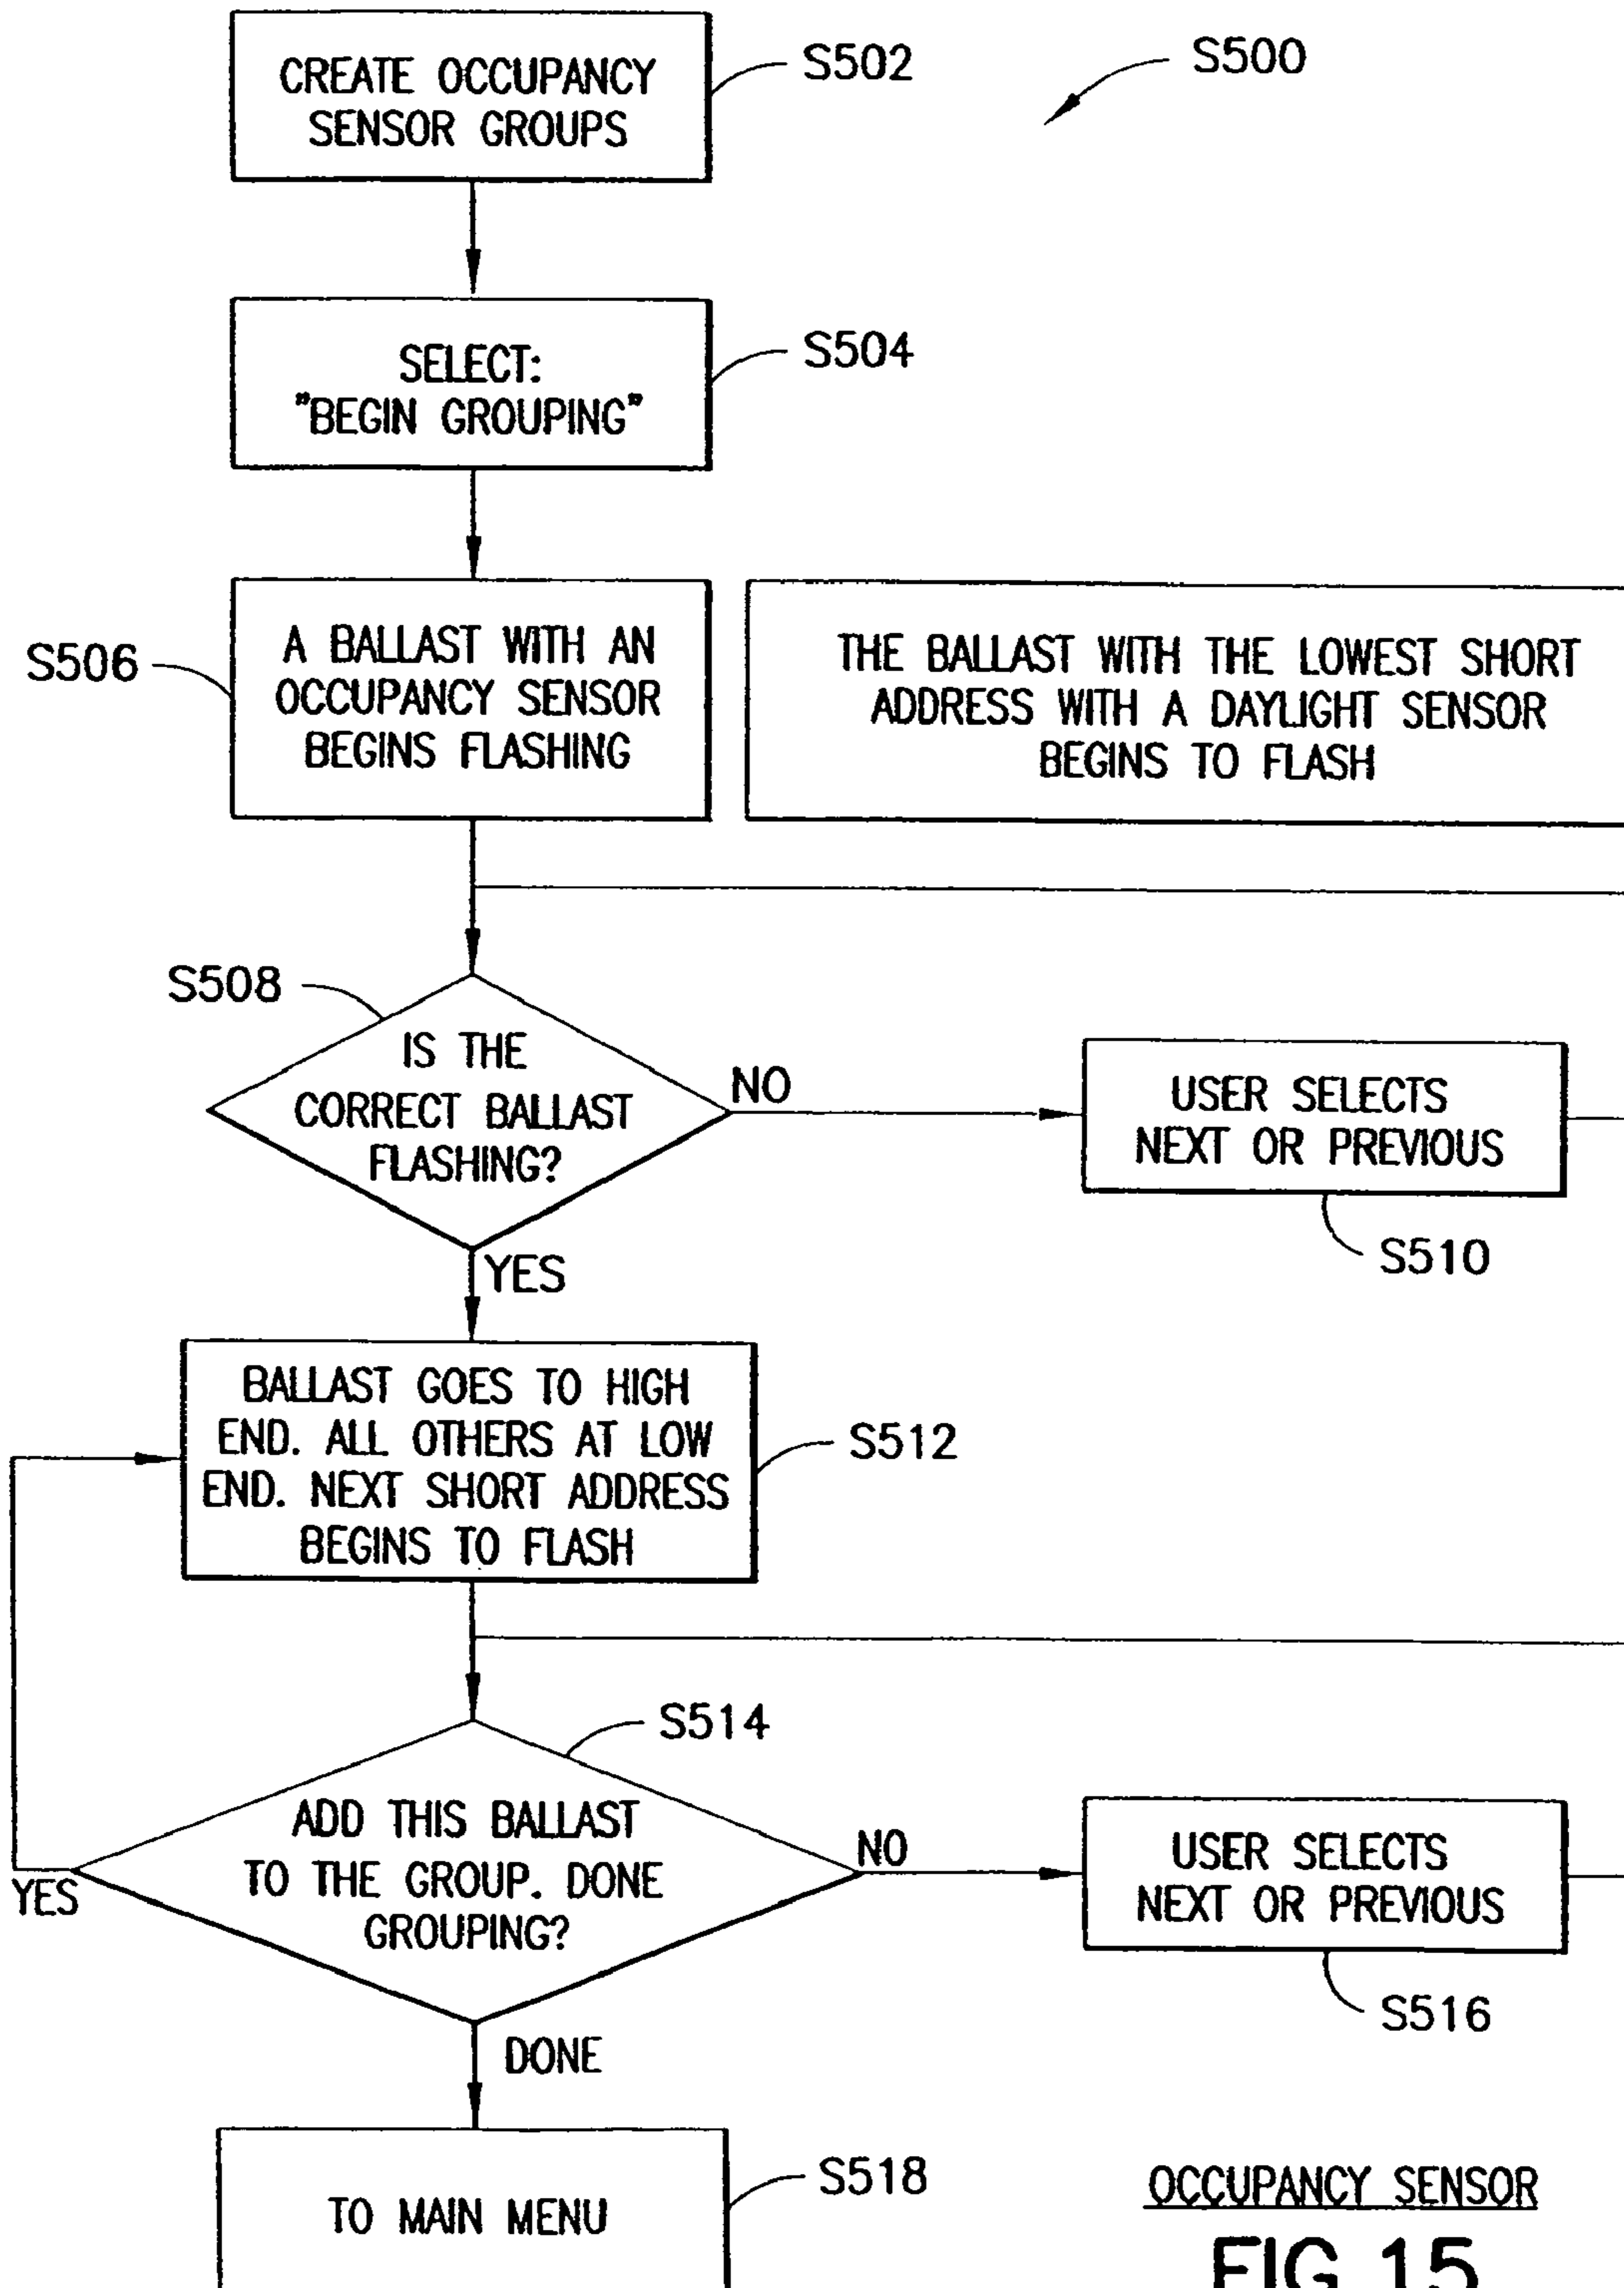 CREATE OCCUPANCY
SENSOR GROUPS
S502
S500
SELECT:
"BEGIN GROUPING"
S504
S506
A BALLAST WITH AN
OCCUPANCY SENSOR
BEGINS FLASHING
THE BALLAST WITH THE LOWEST SHORT
ADDRESS WITH A DAYLIGHT SENSOR
BEGINS TO FLASH
S508
IS THE
CORRECT BALLAST
FLASHING?
NO
USER SELECTS
NEXT OR PREVIOUS
S510
YES
BALLAST GOES TO HIGH
END. ALL OTHERS AT LOW
END. NEXT SHORT ADDRESS
BEGINS TO FLASH
S512
S514
ADD THIS BALLAST
TO THE GROUP. DONE
GROUPING?
YES
NO
USER SELECTS
NEXT OR PREVIOUS
S516
DONE
TO MAIN MENU
S518
OCCUPANCY SENSOR
FIG. 15